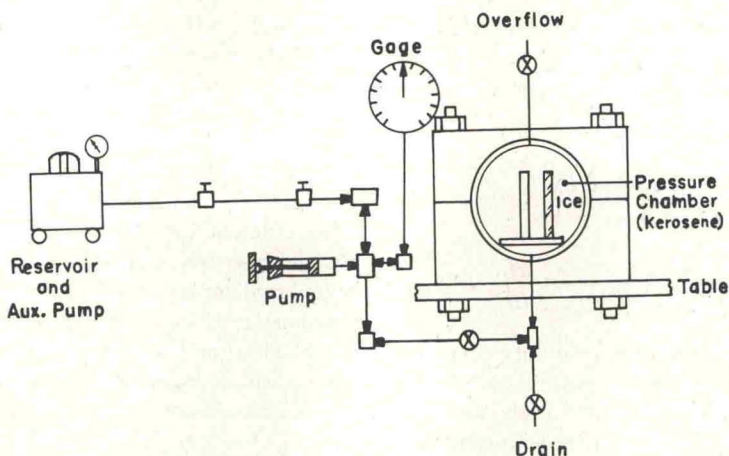 Overflow
Gage
Pressure
Chamber
(Kerosene)
Ice
Reservoir
and
Aux. Pump
Pump
Table
Drain